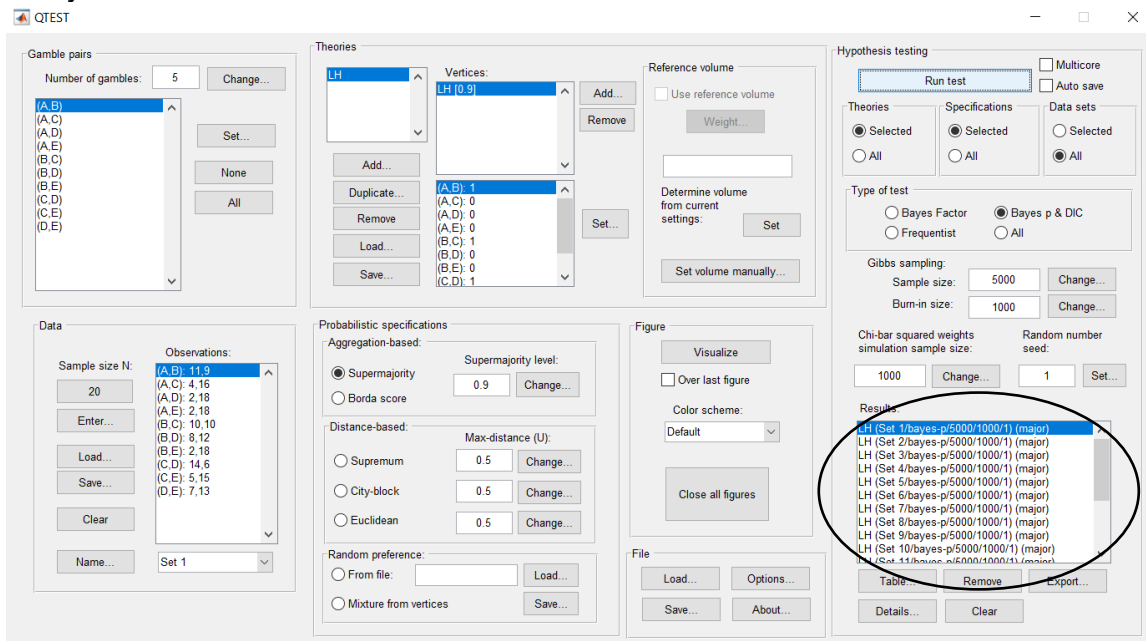 QTEST
Gamble pairs
Number of gambles: 5 Change...
(A,B)
(A,C)
(A,D)
(A,E)
(B,C)
(B,D)
(B,E)
(C,D)
(C,E)
(D,E)
Set...
None
All
Theories
LH
Add...
Duplicate...
Remove
Load...
Save...
Vertices:
LH [0.9]
Add...
Remove
(A,B): 1
(A,C): 0
(A,D): 0
(A,E): 0
(B,C): 1
(B,D): 0
(B,E): 0
(C,D): 1
Set...
Reference volume
Use reference volume
Weight...
Determine volume
from current
settings:
Set
Set volume manually...
Hypothesis testing
Run test
Multicore
Auto save
Theories
Selected
All
Specifications
Selected
All
Data sets
Selected
All
Type of test
Bayes Factor
Bayes p & DIC
Frequentist
All
Gibbs sampling:
Sample size: 5000 Change...
Burn-in size: 1000 Change...
Chi-bar squared weights
simulation sample size:
1000 Change...
Random number
seed:
1 Set...
Results:
LH (Set 1/bayes-p/5000/1000/1) (major)
LH (Set 2/bayes-p/5000/1000/1) (major)
LH (Set 3/bayes-p/5000/1000/1) (major)
LH (Set 4/bayes-p/5000/1000/1) (major)
LH (Set 5/bayes-p/5000/1000/1) (major)
LH (Set 6/bayes-p/5000/1000/1) (major)
LH (Set 7/bayes-p/5000/1000/1) (major)
LH (Set 8/bayes-p/5000/1000/1) (major)
LH (Set 9/bayes-p/5000/1000/1) (major)
LH (Set 10/bayes-p/5000/1000/1) (major)
LH (Set 11/bayes-p/5000/1000/1) (major)
Table... Remove Export...
Details... Clear
Data
Sample size N:
20
Enter...
Load...
Save...
Clear
Name...
Observations:
(A,B): 11,9
(A,C): 4,16
(A,D): 2,18
(A,E): 2,18
(B,C): 10,10
(B,D): 8,12
(B,E): 2,18
(C,D): 14,6
(C,E): 5,15
(D,E): 7,13
Set 1
Probabilistic specifications
Aggregation-based:
Supermajority level:
Supermajority 0.9 Change...
Borda score
Distance-based:
Max-distance (U):
Supremum 0.5 Change...
City-block 0.5 Change...
Euclidean 0.5 Change...
Random preference:
From file: Load...
Mixture from vertices Save...
Figure
Visualize
Over last figure
Color scheme:
Default
Close all figures
File
Load... Options...
Save... About...